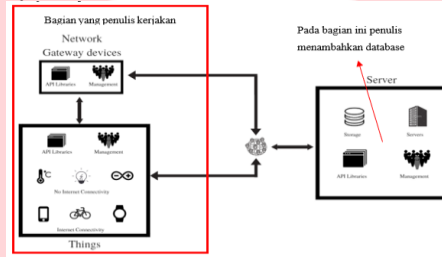 Bagian yang penulis kerjakan
Network
Gateway devices
API Libraries
Management
API Libraries
Management
No Internet Connectivity
Internet Connectivity
Things
Pada bagian ini penulis
menambahkan database
Server
Storage
Servers
API Libraries
Management